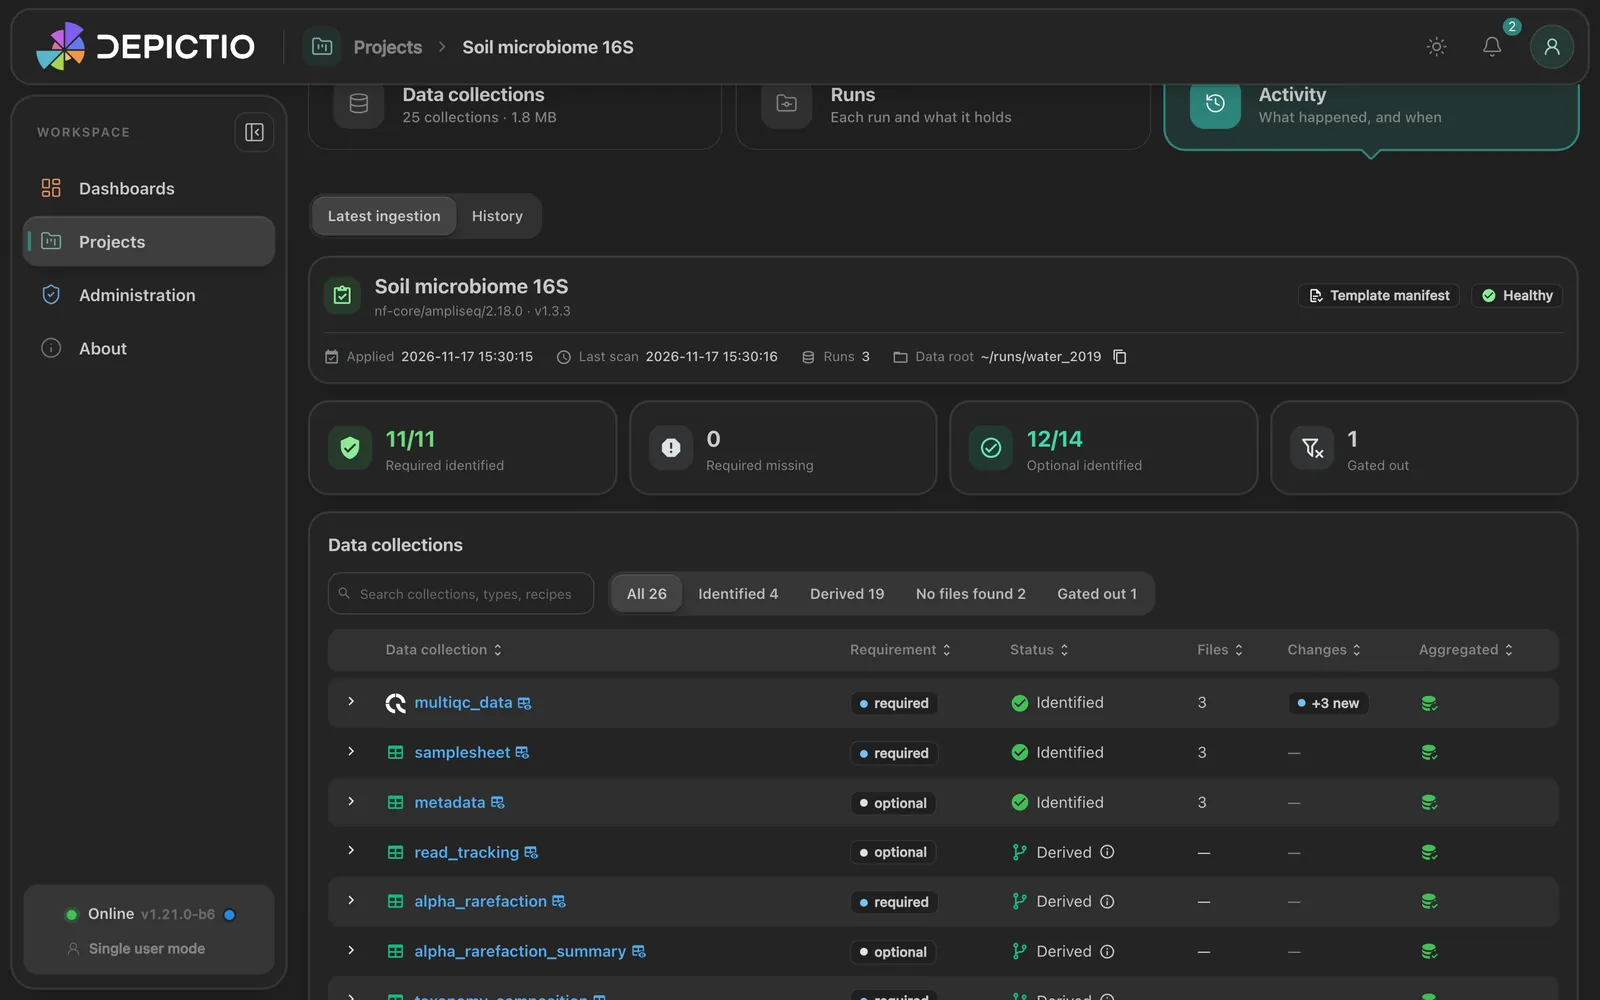 DEPICTIO
Projects > Soil microbiome 16S
2
WORKSPACE
Dashboards
Projects
Administration
About
Online v1.21.0-b6
Single user mode
Data collections
25 collections · 1.8 MB
Runs
Each run and what it holds
Activity
What happened, and when
Latest ingestion
History
Soil microbiome 16S
nf-core/ampliseq/2.18.0 · v1.3.3
Template manifest
Healthy
Applied 2026-11-17 15:30:15
Last scan 2026-11-17 15:30:16
Runs 3
Data root ~/runs/water_2019
11/11
Required identified
0
Required missing
12/14
Optional identified
1
Gated out
Data collections
Search collections, types, recipes
All 26
Identified 4
Derived 19
No files found 2
Gated out 1
Data collection Requirement Status Files Changes Aggregated
multiqc_data required Identified 3 +3 new
samplesheet required Identified 3 —
metadata optional Identified 3 —
read_tracking optional Derived — —
alpha_rarefaction required Derived — —
alpha_rarefaction_summary optional Derived — —
taxonomy_composition required Derived